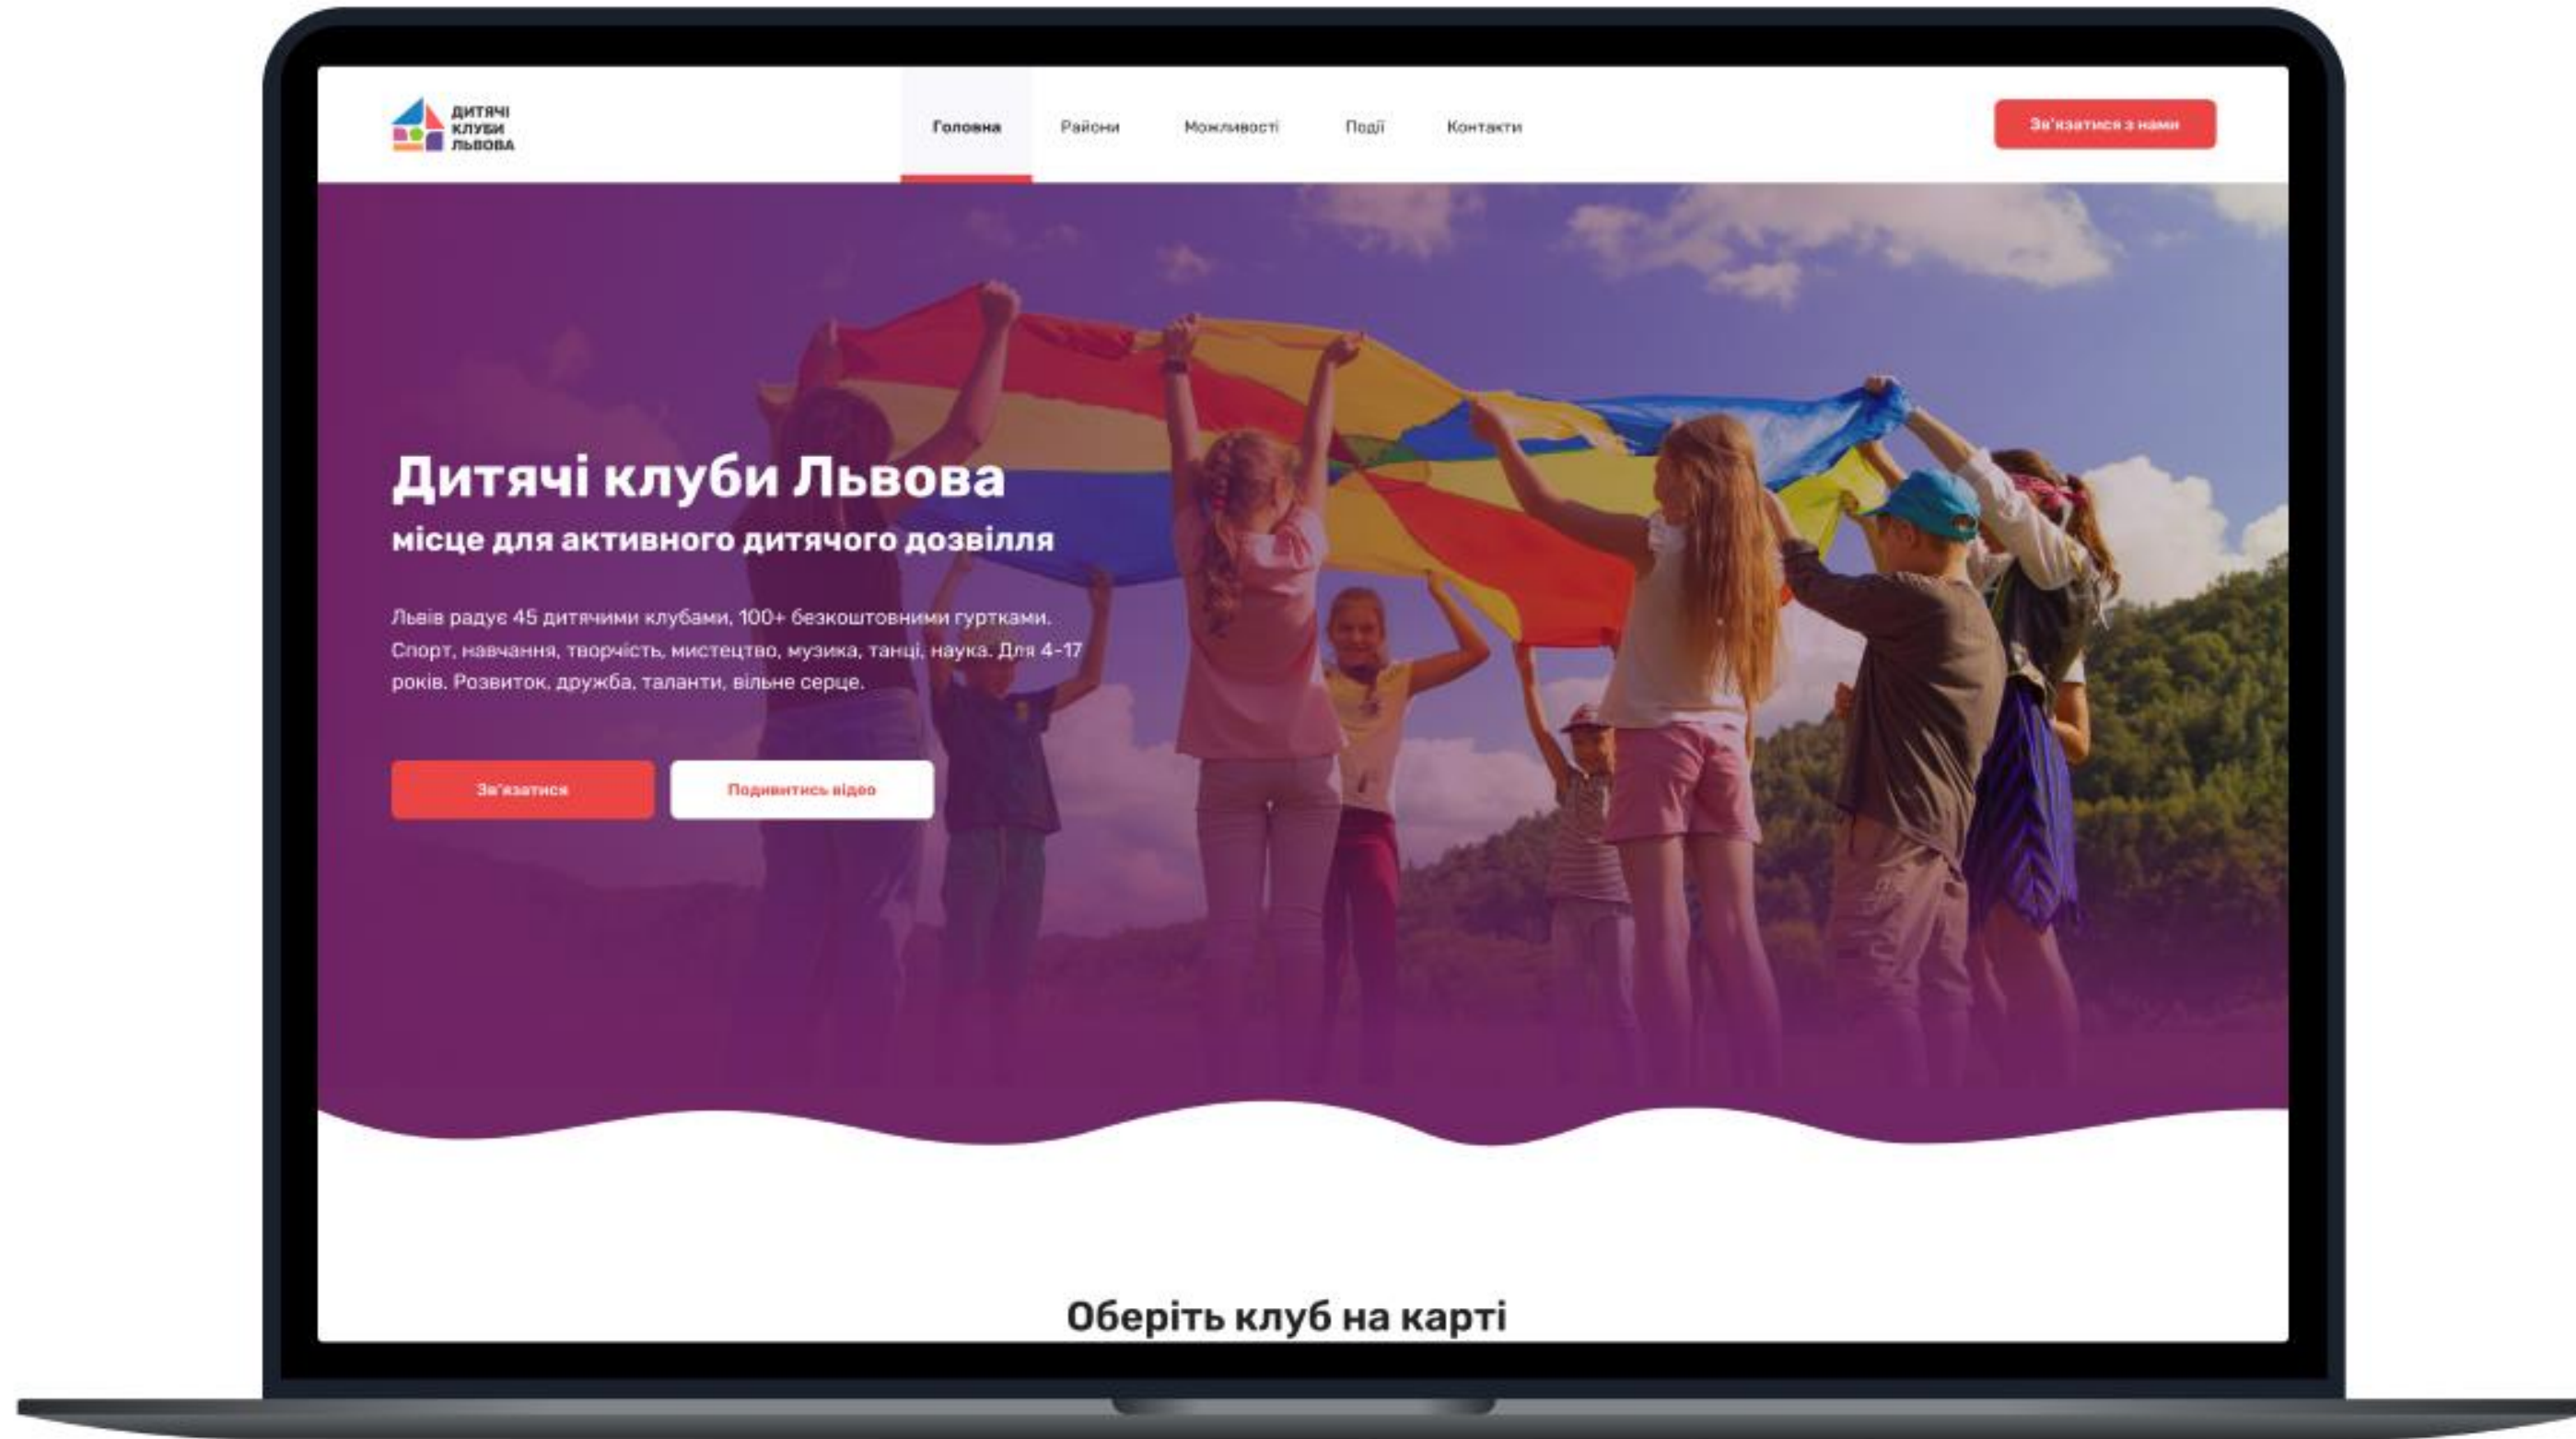 ДИТЯЧІ
КЛУБИ
ЛЬВОВА
Головна
Райони
Можливості
Події
Контакти
Зв'язатися з нами
Дитячі клуби Львова
місце для активного дитячого дозвілля
Львів радує 45 дитячими клубами, 100+ безкоштовними гуртками.
Спорт, навчання, творчість, мистецтво, музика, танці, наука. Для 4-17
років. Розвиток, дружба, таланти, вільне серце.
Зв'язатися
Подивитись відео
Оберіть клуб на карті